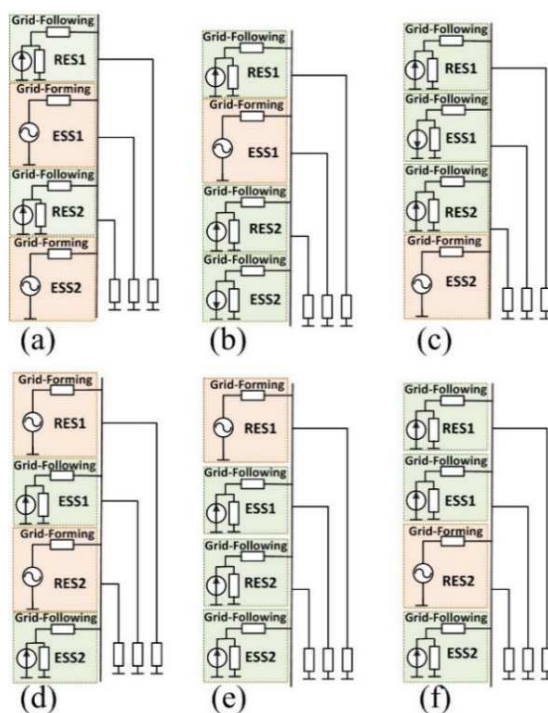 Grid-Following
RES1
Grid-Forming
ESS1
Grid-Following
RES2
Grid-Forming
ESS2
(a)
Grid-Following
RES1
Grid-Forming
ESS1
Grid-Following
RES2
Grid-Following
ESS2
(b)
Grid-Following
RES1
Grid-Following
ESS1
Grid-Following
RES2
Grid-Forming
ESS2
(c)
Grid-Forming
RES1
Grid-Following
ESS1
Grid-Forming
RES2
Grid-Following
ESS2
(d)
Grid-Forming
RES1
Grid-Following
ESS1
Grid-Following
RES2
Grid-Following
ESS2
(e)
Grid-Following
RES1
Grid-Following
ESS1
Grid-Forming
RES2
Grid-Following
ESS2
(f)